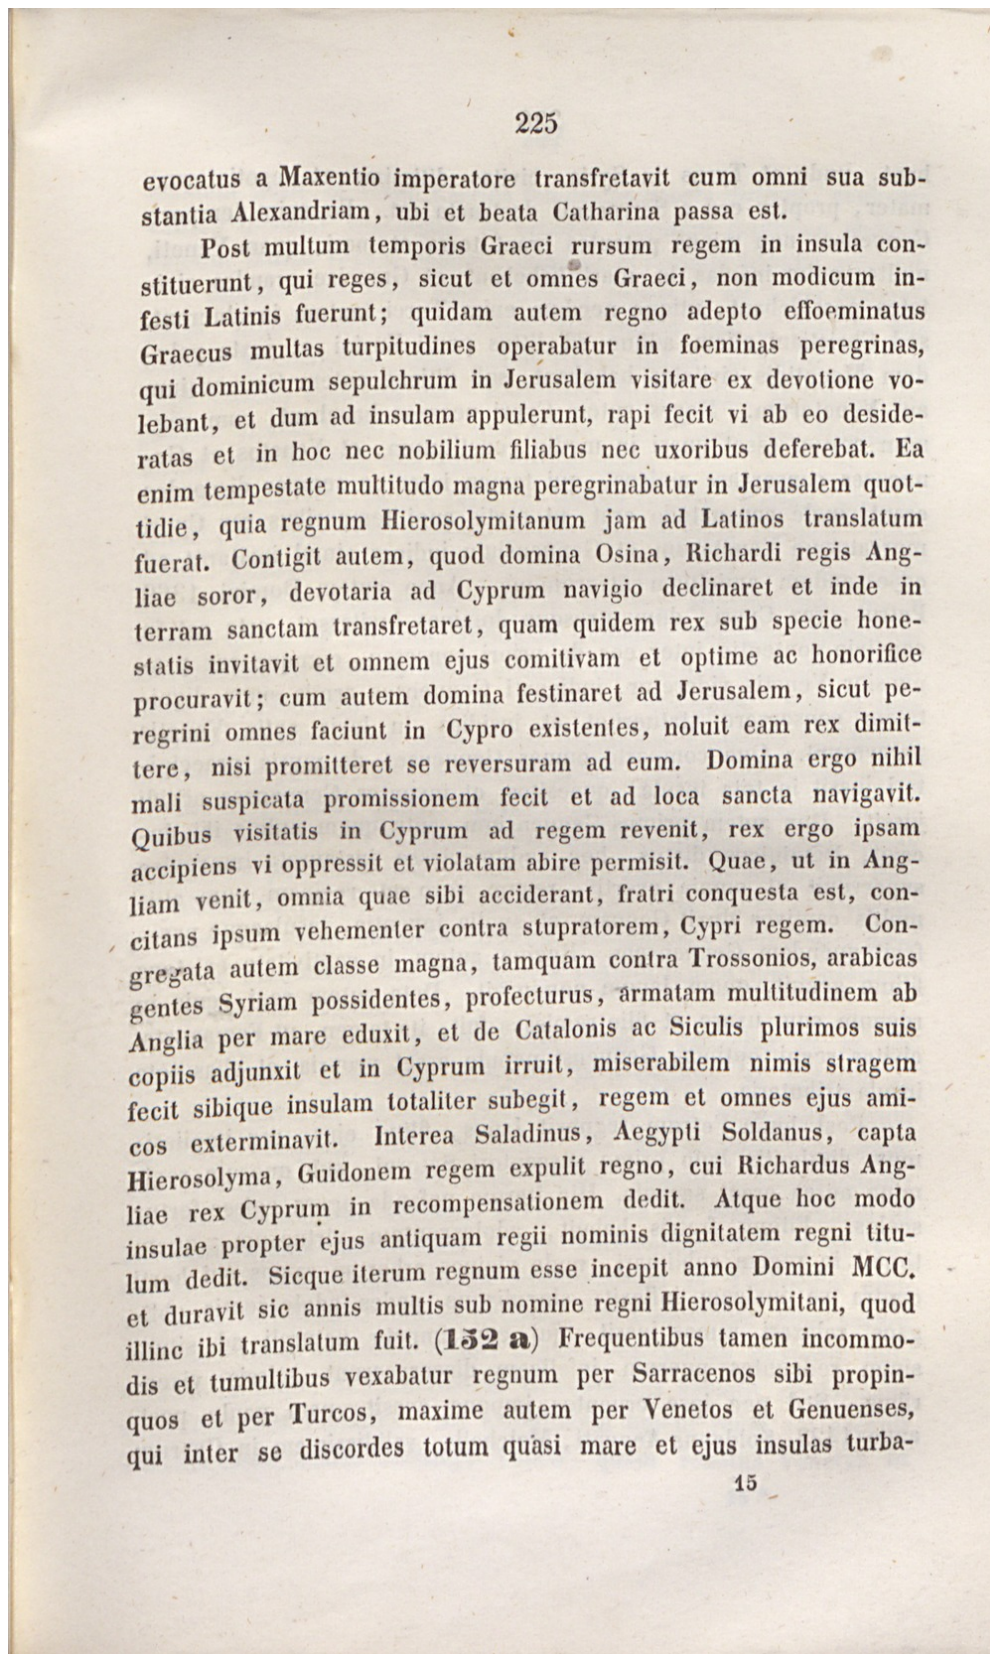 225
evocatus a Maxentio imperatore transfretavit cum omni sua sub-
stantia Alexandriam, ubi et beata Catharina passa est.
Post multum temporis Graeci rursum regem in insula con-
stituerunt, qui reges, sicut et omnes Graeci, non modicum in-
festi Latinis fuerunt; quidam autem regno adepto effoeminatus
Graecus multas turpitudines operabatur in foeminas peregrinas,
qui dominicum sepulchrum in Jerusalem visitare ex devotione vo-
lebant, et dum ad insulam appulerunt, rapi fecit vi ab eo deside-
ratas et in hoc nec nobilium filiabus nec uxoribus deferebat. Ea
enim tempestate multitudo magna peregrinabatur in Jerusalem quot-
tidie, quia regnum Hierosolymitanum jam ad Latinos translatum
fuerat. Contigit autem, quod domina Osina, Richardi regis Ang-
liae soror, devotaria ad Cyprum navigio declinaret et inde in
terram sanctam transfretaret, quam quidem rex sub specie hone-
statis invitavit et omnem ejus comitivam et optime ac honorifice
procuravit; cum autem domina festinaret ad Jerusalem, sicut pe-
regrini omnes faciunt in Cypro existentes, noluit eam rex dimit-
tere, nisi promitteret se reversuram ad eum. Domina ergo nihil
mali suspicata promissionem fecit et ad loca sancta navigavit.
Quibus visitatis in Cyprum ad regem revenit, rex ergo ipsam
accipiens vi oppressit et violatam abire permisit. Quae, ut in Ang-
liam venit, omnia quae sibi acciderant, fratri conquesta est, con-
citans ipsum vehementer contra stupratorem, Cypri regem. Con-
gregata autem classe magna, tamquam contra Trossonios, arabicas
gentes Syriam possidentes, profecturus, armatam multitudinem ab
Anglia per mare eduxit, et de Catalonis ac Siculis plurimos suis
copiis adjunxit et in Cyprum irruit, miserabilem nimis stragem
fecit sibique insulam totaliter subegit, regem et omnes ejus ami-
cos exterminavit. Interea Saladinus, Aegypti Soldanus, capta
Hierosolyma, Guidonem regem expulit regno, cui Richardus Ang-
liae rex Cyprum in recompensationem dedit. Atque hoc modo
insulae propter ejus antiquam regii nominis dignitatem regni titu-
lum dedit. Sicque iterum regnum esse incepit anno Domini MCC.
et duravit sic annis multis sub nomine regni Hierosolymitani, quod
illinc ibi translatum fuit. (152 a) Frequentibus tamen incommo-
dis et tumultibus vexabatur regnum per Sarracenos sibi propin-
quos et per Turcos, maxime autem per Venetos et Genuenses,
qui inter se discordes totum quasi mare et ejus insulas turba-
15